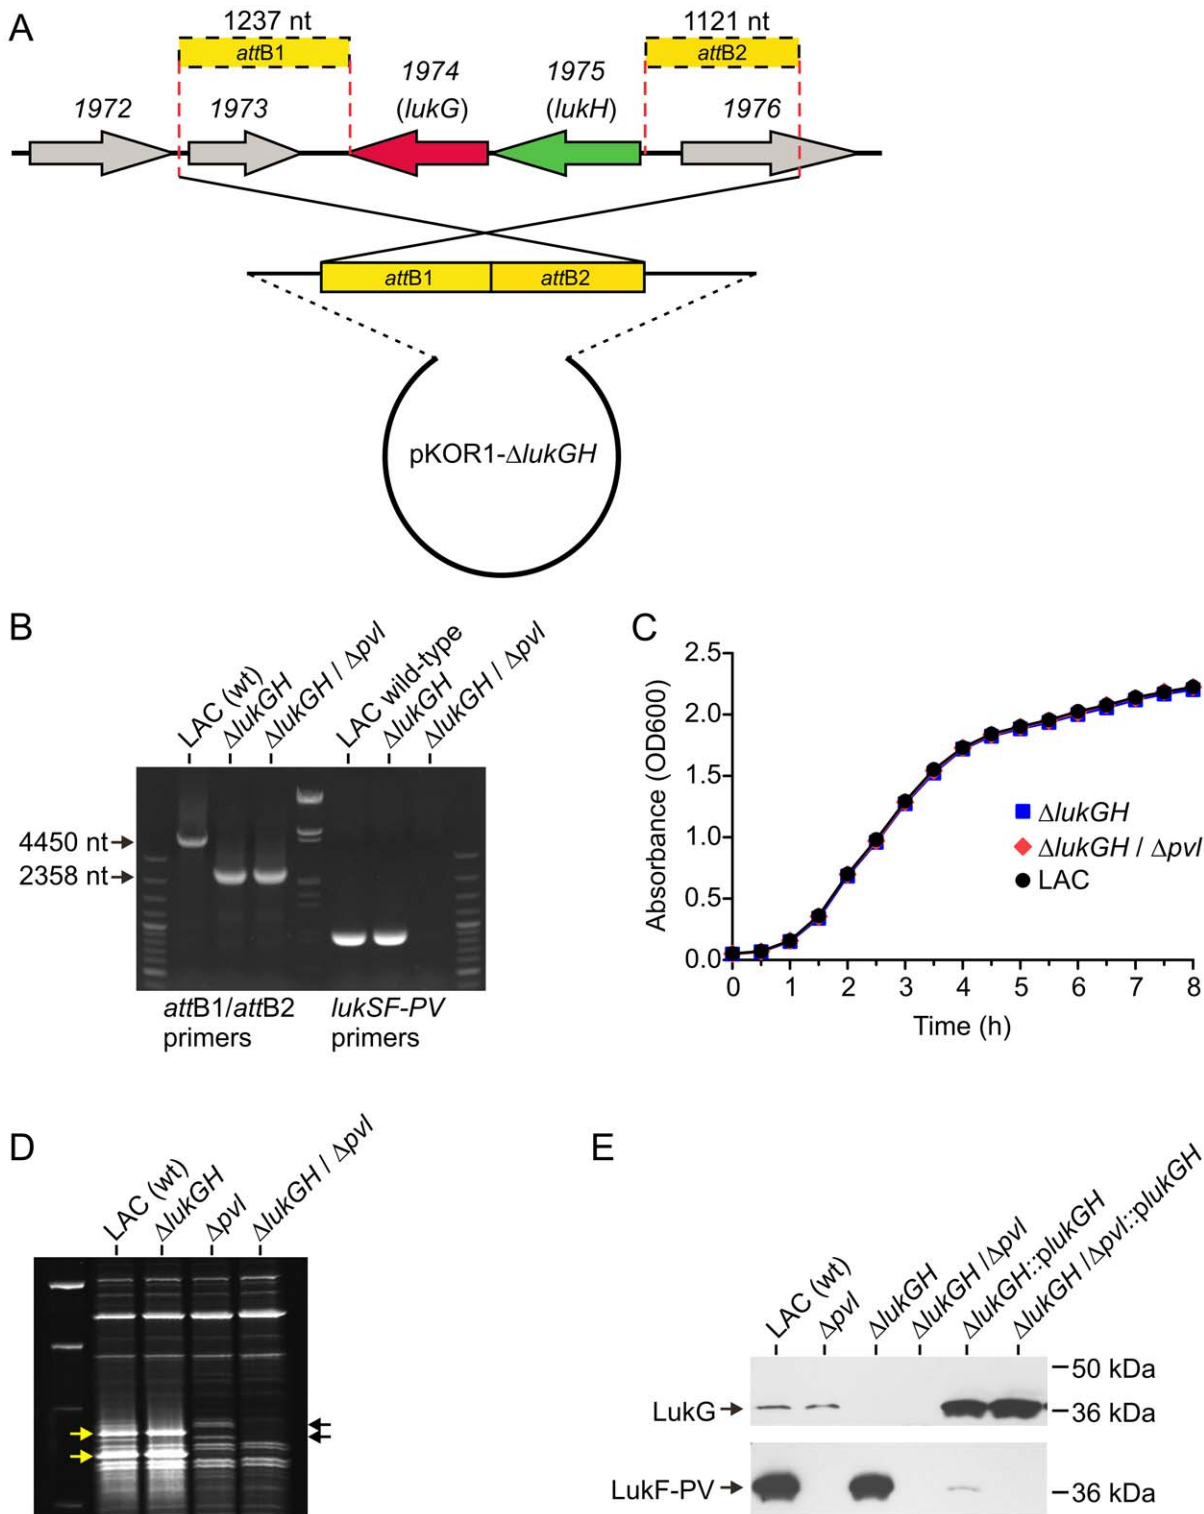 A
1237 nt
1121 nt
attB1
attB2
1974
1975
1972
1973
(lukG)
(lukH)
1976
attB1
attB2
pKOR1-ΔlukGH
B
LAC (wt)
ΔlukGH
ΔlukGH / Δpvl
LAC wild-type
ΔlukGH
ΔlukGH / Δpvl
4450 nt
2358 nt
attB1/attB2
primers
lukSF-PV
primers
C
Absorbance (OD600)
2.5
2.0
1.5
1.0
0.5
0.0
ΔlukGH
ΔlukGH / Δpvl
LAC
0 1 2 3 4 5 6 7 8
Time (h)
D
LAC (wt)
ΔlukGH
Δpvl
ΔlukGH / Δpvl
E
LAC (wt)
Δpvl
ΔlukGH
ΔlukGH /Δpvl
ΔlukGH::plukGH
ΔlukGH /Δpvl::plukGH
50 kDa
LukG
36 kDa
LukF-PV
36 kDa